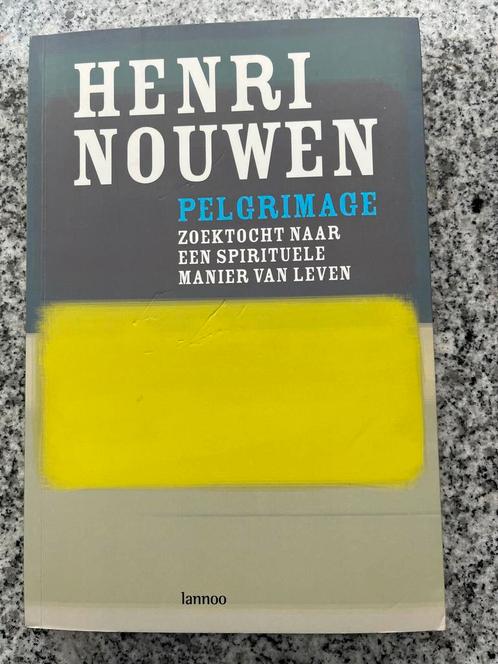 HENRI
NOUWEN
PELGRIMAGE
ZOEKTOCHT NAAR
EEN SPIRITUELE
MANIER VAN LEVEN
lannoo